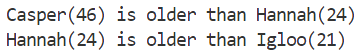 Casper(46) is older than Hannah(24)
Hannah(24) is older than Igloo(21)